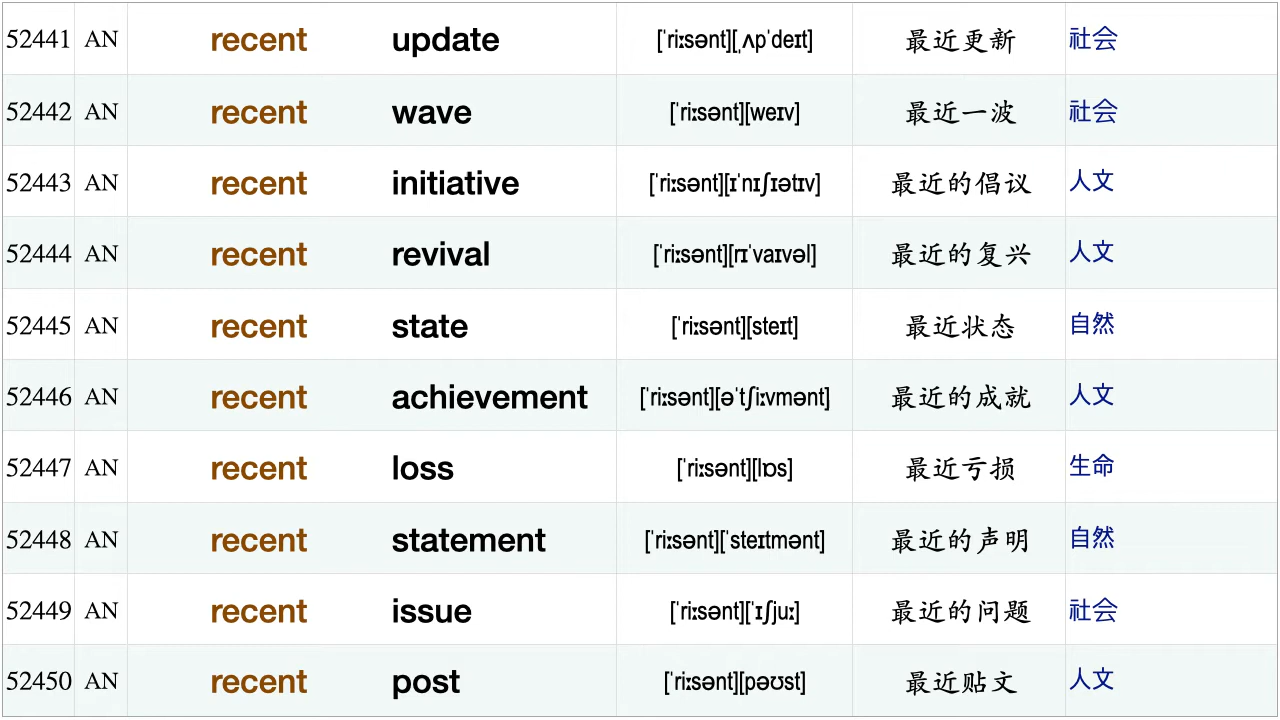 52441 AN recent update [ˈriːsənt][ˌʌpˈdeɪt] 最近更新 社会
52442 AN recent wave [ˈriːsənt][weɪv] 最近一波 社会
52443 AN recent initiative [ˈriːsənt][ɪˈnɪʃɪətɪv] 最近的倡议 人文
52444 AN recent revival [ˈriːsənt][rɪˈvaɪvəl] 最近的复兴 人文
52445 AN recent state [ˈriːsənt][steɪt] 最近状态 自然
52446 AN recent achievement [ˈriːsənt][əˈtʃiːvmənt] 最近的成就 人文
52447 AN recent loss [ˈriːsənt][lɒs] 最近亏损 生命
52448 AN recent statement [ˈriːsənt][ˈsteɪtmənt] 最近的声明 自然
52449 AN recent issue [ˈriːsənt][ˈɪʃjuː] 最近的问题 社会
52450 AN recent post [ˈriːsənt][pəʊst] 最近贴文 人文